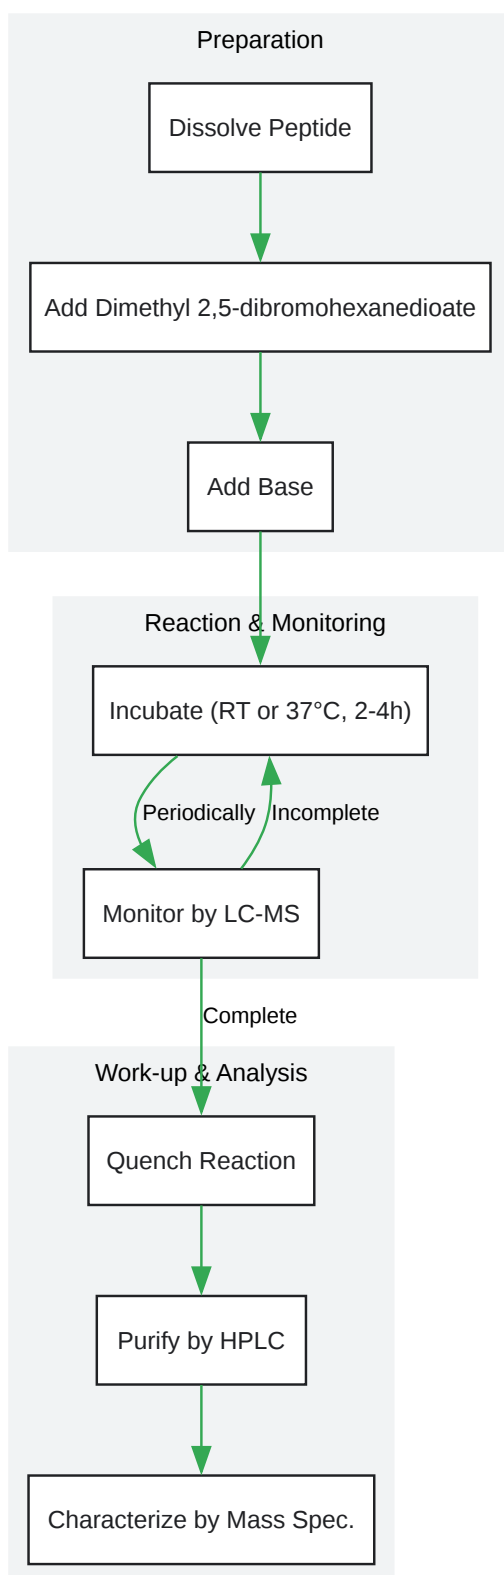 Preparation
Dissolve Peptide
Add Dimethyl 2,5-dibromohexanedioate
Add Base
Reaction & Monitoring
Incubate (RT or 37°C, 2-4h)
Periodically
Incomplete
Monitor by LC-MS
Complete
Work-up & Analysis
Quench Reaction
Purify by HPLC
Characterize by Mass Spec.